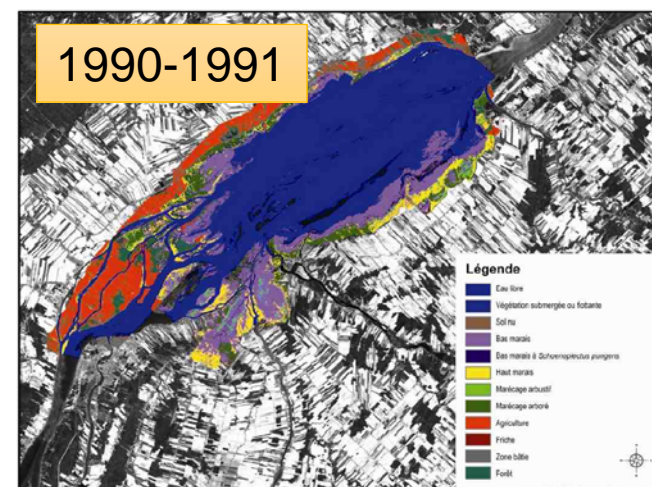 1990-1991
Légende
Eau libre
Végétation submergée ou flottante
Sol nu
Bas marais
Bas marais à Schoenoplectus pungens
Haut marais
Marécage arbustif
Marécage arboré
Agriculture
Friche
Zone bâtie
Forêt